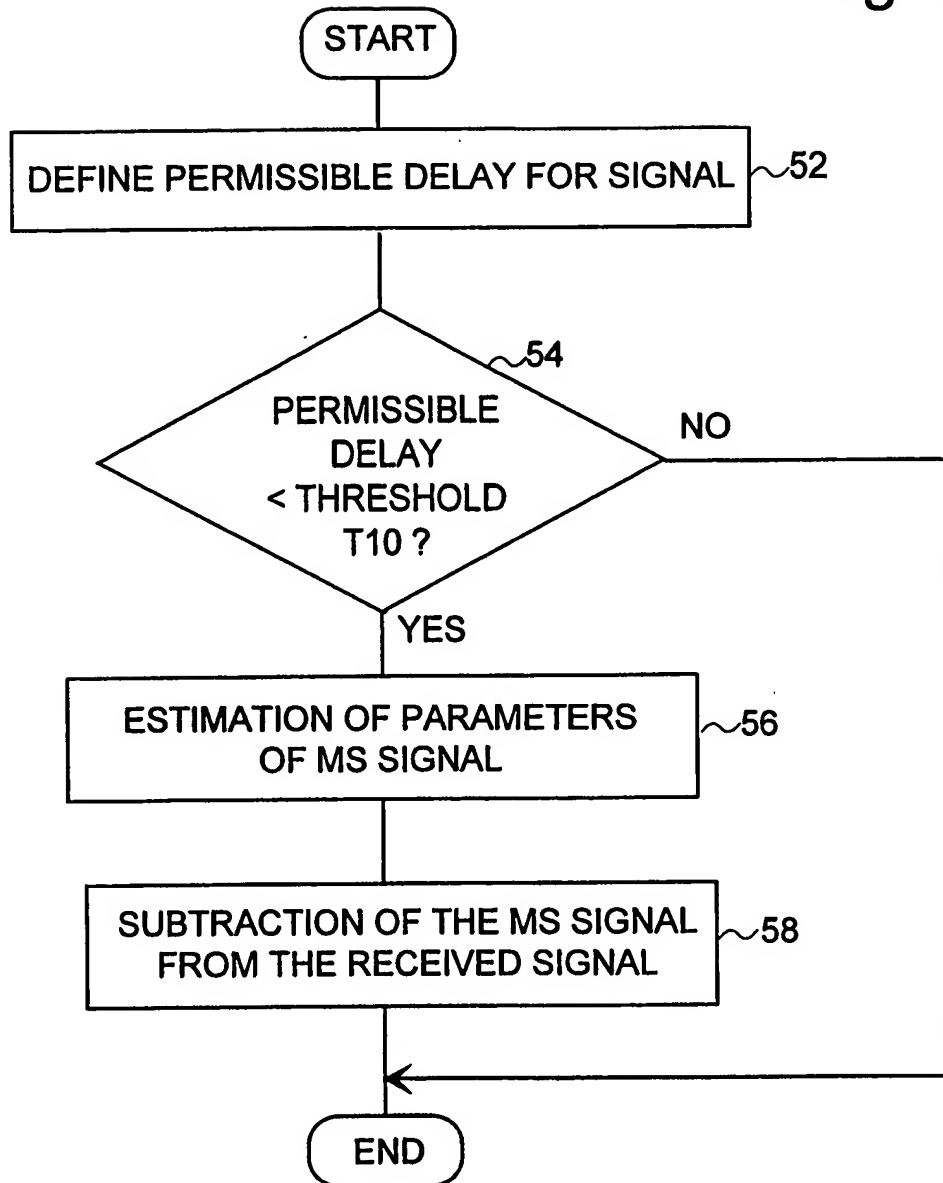 START
DEFINE PERMISSIBLE DELAY FOR SIGNAL
52
54
PERMISSIBLE
DELAY
< THRESHOLD
T10 ?
NO
YES
ESTIMATION OF PARAMETERS
OF MS SIGNAL
56
SUBTRACTION OF THE MS SIGNAL
FROM THE RECEIVED SIGNAL
58
END